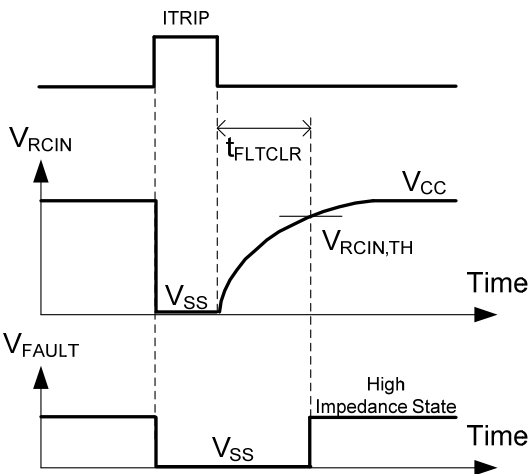 ITRIP
tFLTCLR
VRCIN
VCC
VRCIN,TH
VSS
Time
VFAULT
High
Impedance State
VSS
Time